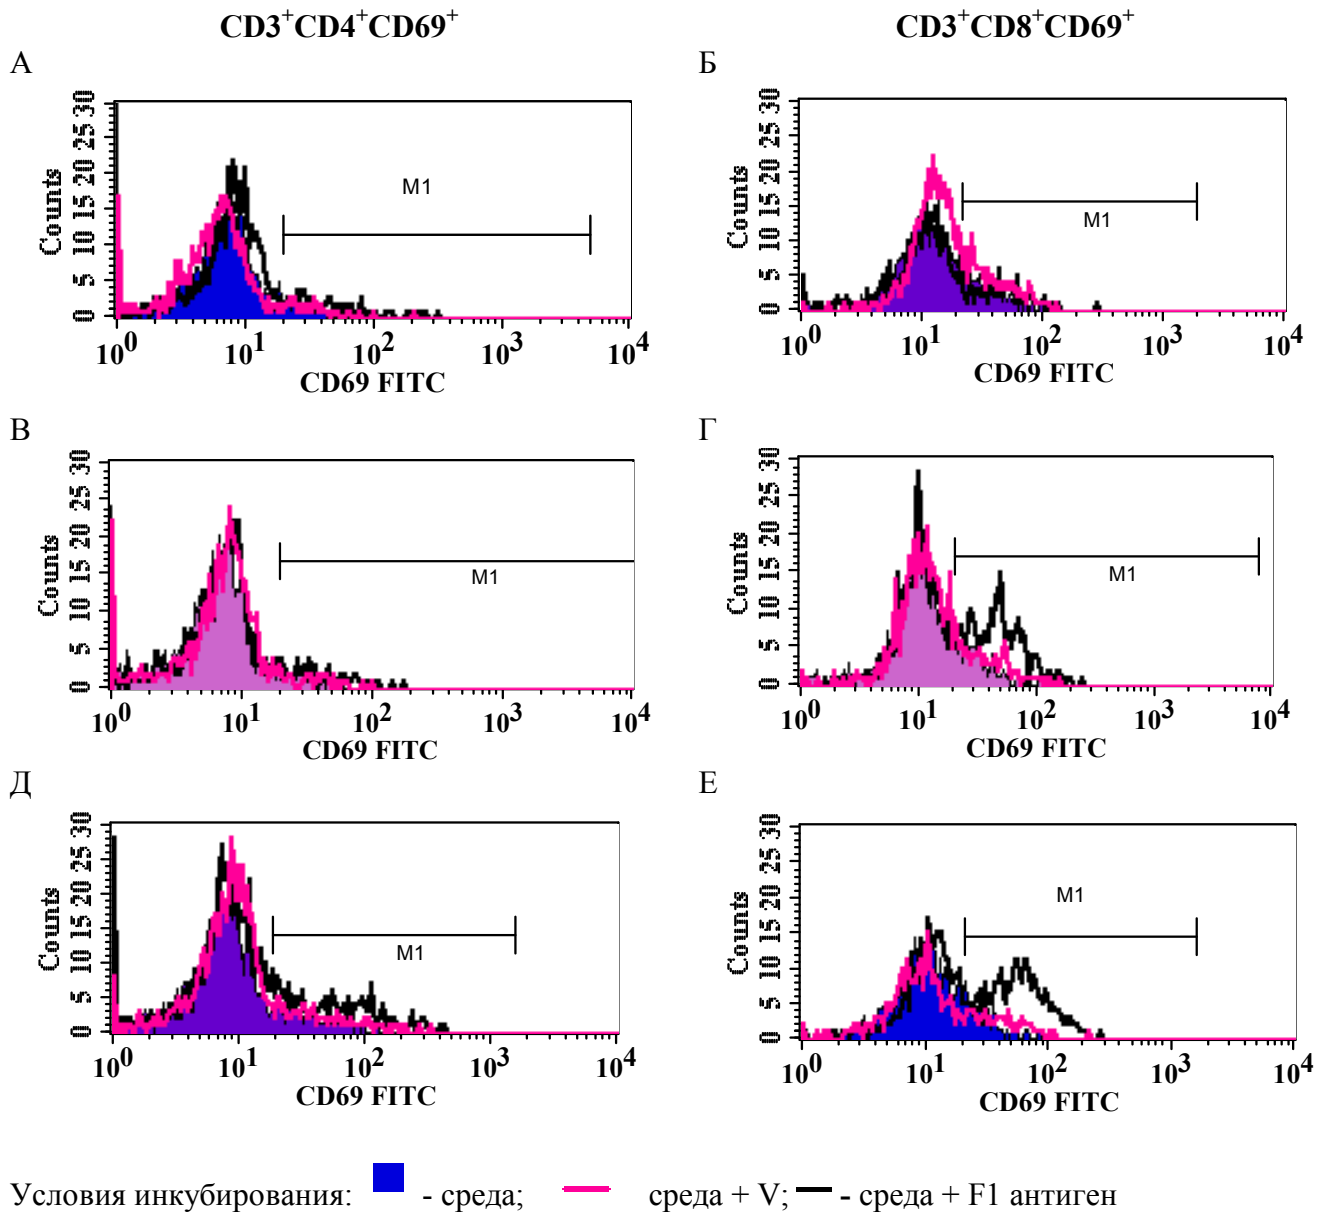 CD3⁺CD4⁺CD69⁺ CD3⁺CD8⁺CD69⁺
А Б
Counts 0 5 10 15 20 25 30 M1 Counts 0 5 10 15 20 25 30 M1
10⁰ 10¹ 10² 10³ 10⁴ 10⁰ 10¹ 10² 10³ 10⁴
CD69 FITC CD69 FITC
В Г
Counts 0 5 10 15 20 25 30 M1 Counts 0 5 10 15 20 25 30 M1
10⁰ 10¹ 10² 10³ 10⁴ 10⁰ 10¹ 10² 10³ 10⁴
CD69 FITC CD69 FITC
Д Е
Counts 0 5 10 15 20 25 30 M1 Counts 0 5 10 15 20 25 30 M1
10⁰ 10¹ 10² 10³ 10⁴ 10⁰ 10¹ 10² 10³ 10⁴
CD69 FITC CD69 FITC
Условия инкубирования: - среда; среда + V; - среда + F1 антиген